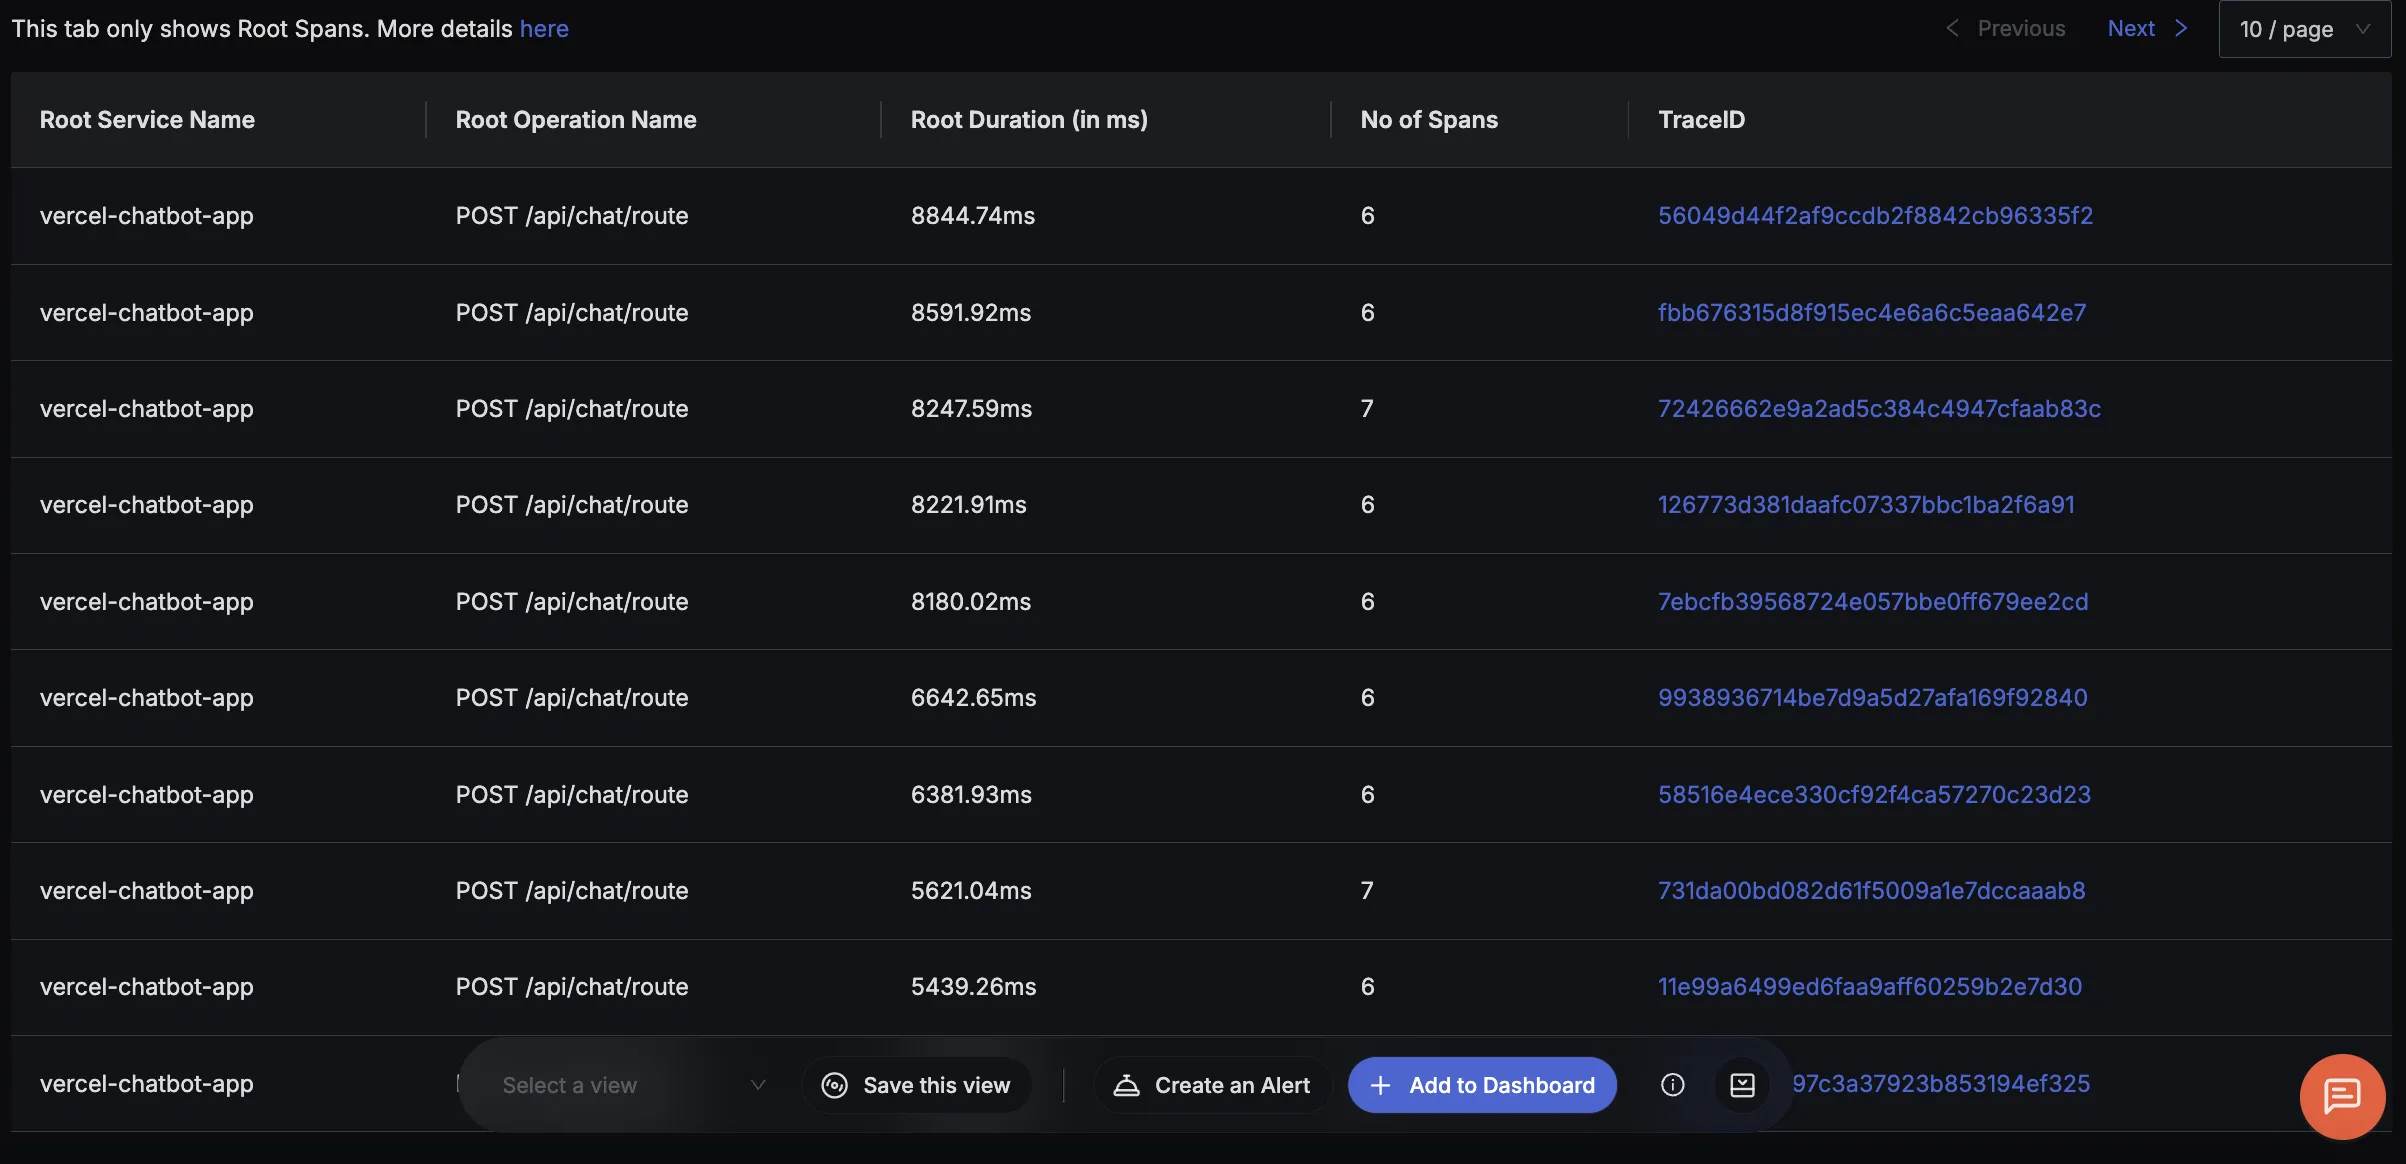 This tab only shows Root Spans. More details here
Previous Next 10 / page
Root Service Name Root Operation Name Root Duration (in ms) No of Spans TraceID
vercel-chatbot-app POST /api/chat/route 8844.74ms 6 56049d44f2af9ccdb2f8842cb96335f2
vercel-chatbot-app POST /api/chat/route 8591.92ms 6 fbb676315d8f915ec4e6a6c5eaa642e7
vercel-chatbot-app POST /api/chat/route 8247.59ms 7 72426662e9a2ad5c384c4947cfaab83c
vercel-chatbot-app POST /api/chat/route 8221.91ms 6 126773d381daafc07337bbc1ba2f6a91
vercel-chatbot-app POST /api/chat/route 8180.02ms 6 7ebcfb39568724e057bbe0ff679ee2cd
vercel-chatbot-app POST /api/chat/route 6642.65ms 6 9938936714be7d9a5d27afa169f92840
vercel-chatbot-app POST /api/chat/route 6381.93ms 6 58516e4ece330cf92f4ca57270c23d23
vercel-chatbot-app POST /api/chat/route 5621.04ms 7 731da00bd082d61f5009a1e7dccaaab8
vercel-chatbot-app POST /api/chat/route 5439.26ms 6 11e99a6499ed6faa9aff60259b2e7d30
vercel-chatbot-app 97c3a37923b853194ef325
Select a view Save this view Create an Alert Add to Dashboard